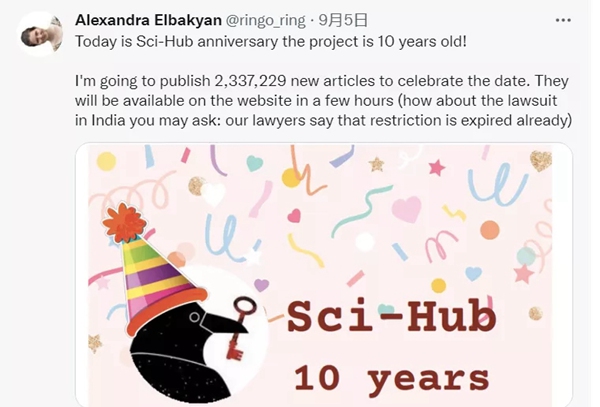 Alexandra Elbakyan @ringo_ring · 9月5日
Today is Sci-Hub anniversary the project is 10 years old!
I'm going to publish 2,337,229 new articles to celebrate the date. They
will be available on the website in a few hours (how about the lawsuit
in India you may ask: our lawyers say that restriction is expired already)
Sci-Hub
10 years